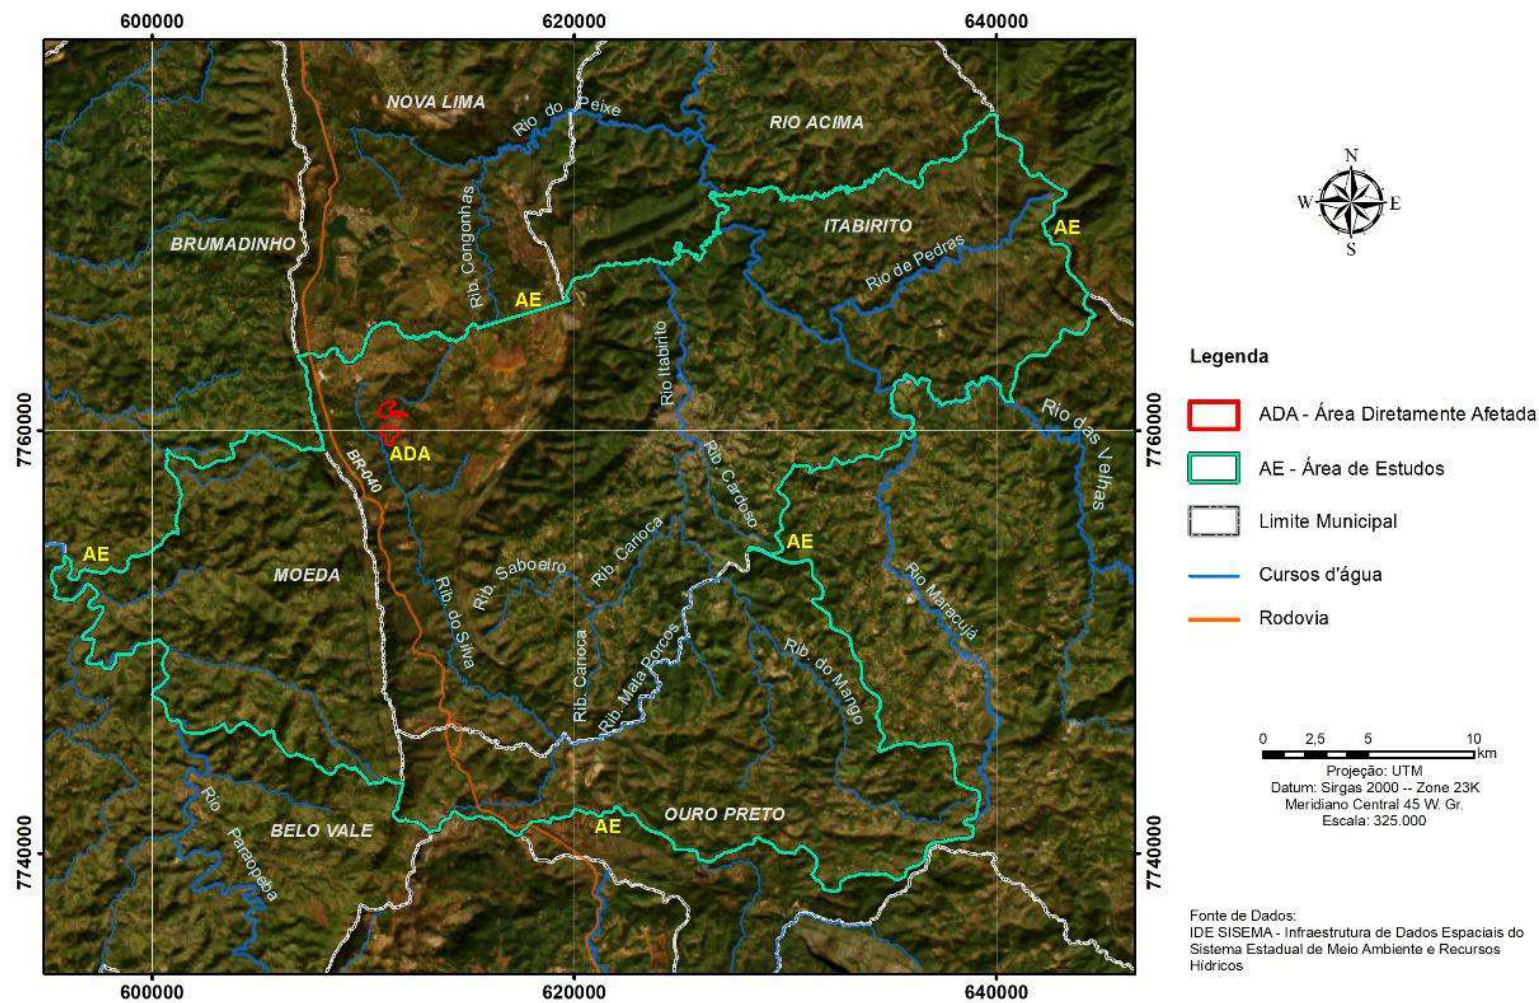 600000
620000
640000
NOVA LIMA
Rio do Peixe
RIO ACIMA
BRUMADINHO
Rib. Congonhas
ITABIRITO
AE
Rio de Pedras
AE
Rio Itabirito
7760000
ADA
BR-040
Rib. Cardoso
Rio das Velhas
7760000
AE
MOEDA
Rib. Saboeiro
Rib. Carioca
AE
Rib. do Silva
Rio Maracujá
Rib. Carioca
Rib. Mata Porcos
Rib. do Mango
Rio Paraopeba
BELO VALE
AE
OURO PRETO
7740000
7740000
600000
620000
640000
N
W
E
S
Legenda
ADA - Área Diretamente Afetada
AE - Área de Estudos
Limite Municipal
Cursos d'água
Rodovia
0 2,5 5 10
km
Projeção: UTM
Datum: Sirgas 2000 -- Zone 23K
Meridiano Central 45 W. Gr.
Escala: 325.000
Fonte de Dados:
IDE SISEMA - Infraestrutura de Dados Espaciais do
Sistema Estadual de Meio Ambiente e Recursos
Hídricos